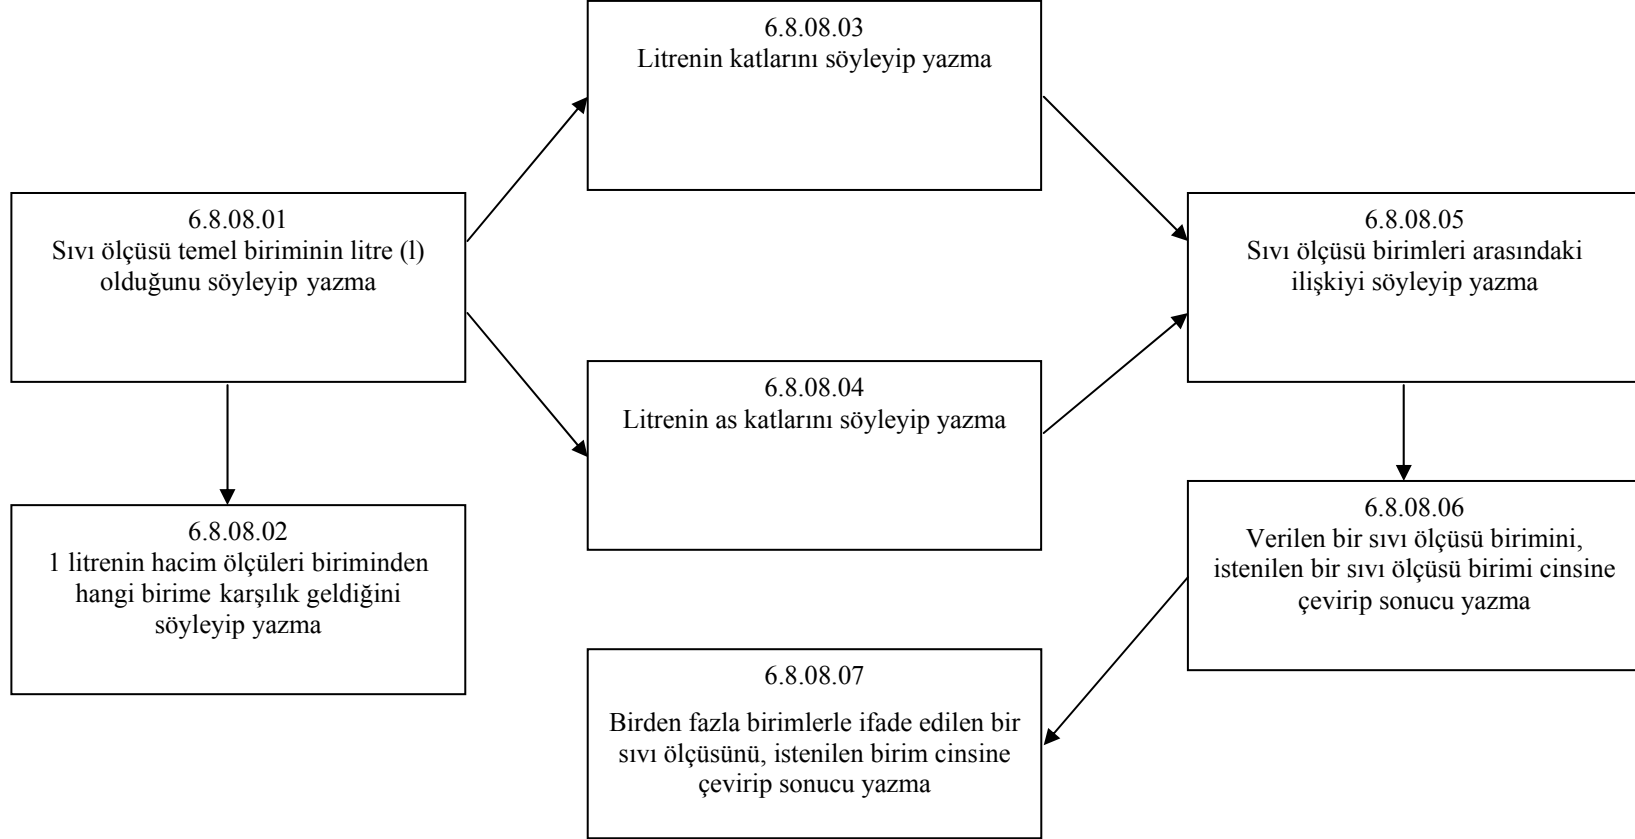 6.8.08.03
Litrenin katlarını söyleyip yazma
6.8.08.01
Sıvı ölçüsü temel biriminin litre (l)
olduğunu söyleyip yazma
6.8.08.05
Sıvı ölçüsü birimleri arasındaki
ilişkiyi söyleyip yazma
6.8.08.04
Litrenin as katlarını söyleyip yazma
6.8.08.02
1 litrenin hacim ölçüleri biriminden
hangi birime karşılık geldiğini
söyleyip yazma
6.8.08.06
Verilen bir sıvı ölçüsü birimini,
istenilen bir sıvı ölçüsü birimi cinsine
çevirip sonucu yazma
6.8.08.07
Birden fazla birimlerle ifade edilen bir
sıvı ölçüsünü, istenilen birim cinsine
çevirip sonucu yazma